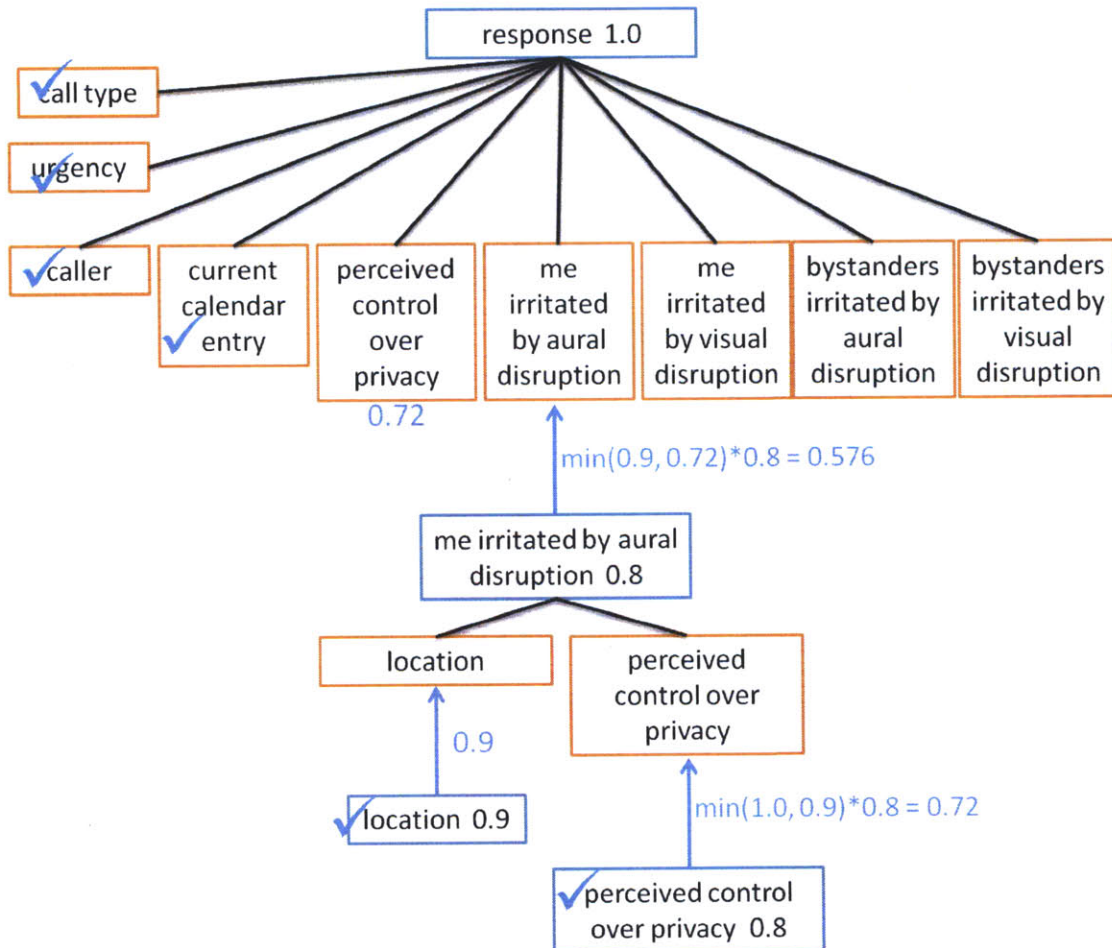 response 1.0
call type
urgency
caller
current
calendar
entry
perceived
control
over
privacy
0.72
me
irritated
by aural
disruption
me
irritated
by visual
disruption
bystanders
irritated by
aural
disruption
bystanders
irritated by
visual
disruption
min(0.9, 0.72)*0.8 = 0.576
me irritated by aural
disruption 0.8
location
perceived
control over
privacy
0.9
location 0.9
min(1.0, 0.9)*0.8 = 0.72
perceived control
over privacy 0.8